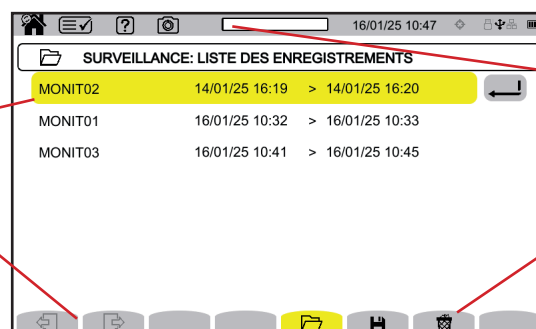 16/01/25 10:47
SURVEILLANCE: LISTE DES ENREGISTREMENTS
MONIT02 14/01/25 16:19 > 14/01/25 16:20
MONIT01 16/01/25 10:32 > 16/01/25 10:33
MONIT03 16/01/25 10:41 > 16/01/25 10:45